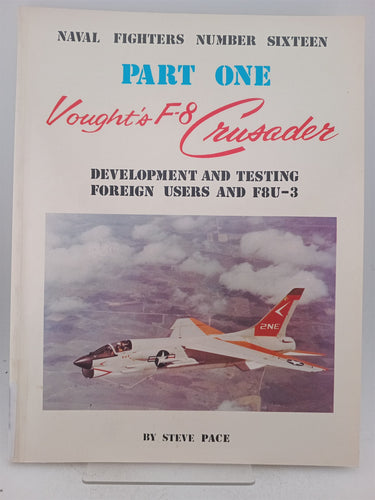 NAVAL FIGHTERS NUMBER SIXTEEN
PART ONE
Vought's F-8 Crusader
DEVELOPMENT AND TESTING
FOREIGN USERS AND F8U-3
2NE
BY STEVE PACE